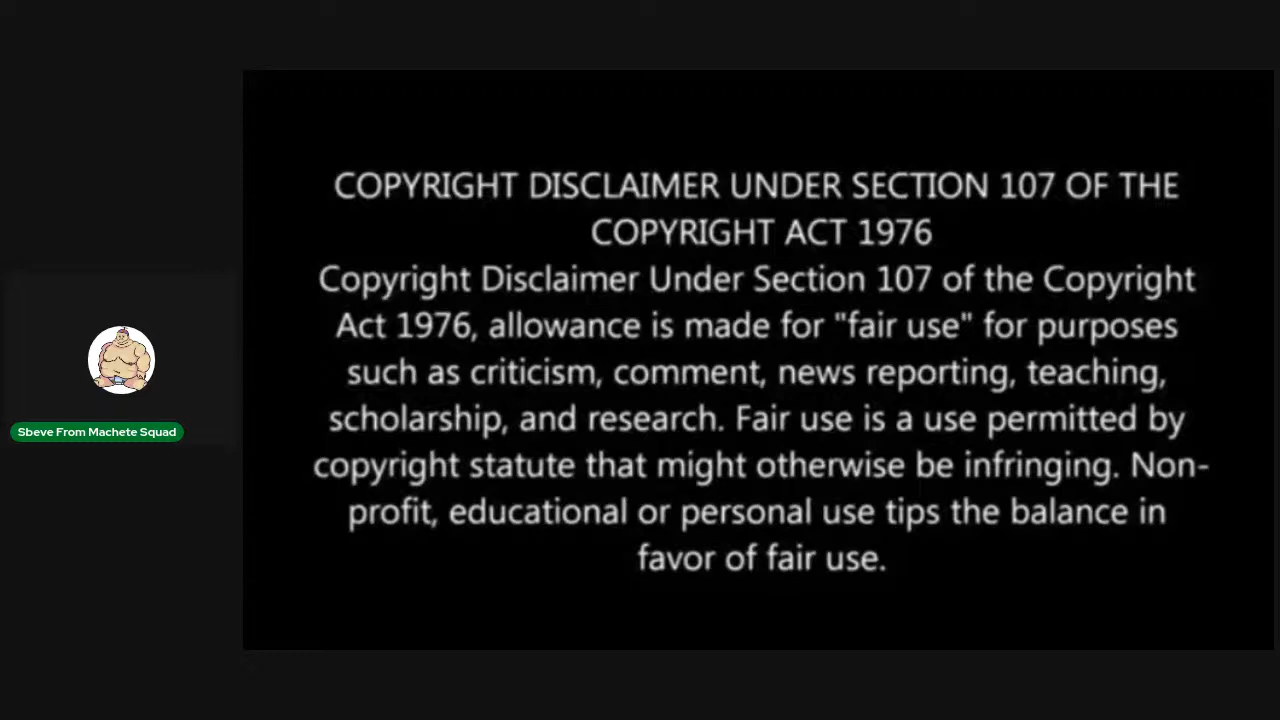 COPYRIGHT DISCLAIMER UNDER SECTION 107 OF THE
COPYRIGHT ACT 1976
Copyright Disclaimer Under Section 107 of the Copyright
Act 1976, allowance is made for "fair use" for purposes
such as criticism, comment, news reporting, teaching,
scholarship, and research. Fair use is a use permitted by
copyright statute that might otherwise be infringing. Non-
profit, educational or personal use tips the balance in
favor of fair use.
Sbeve From Machete Squad